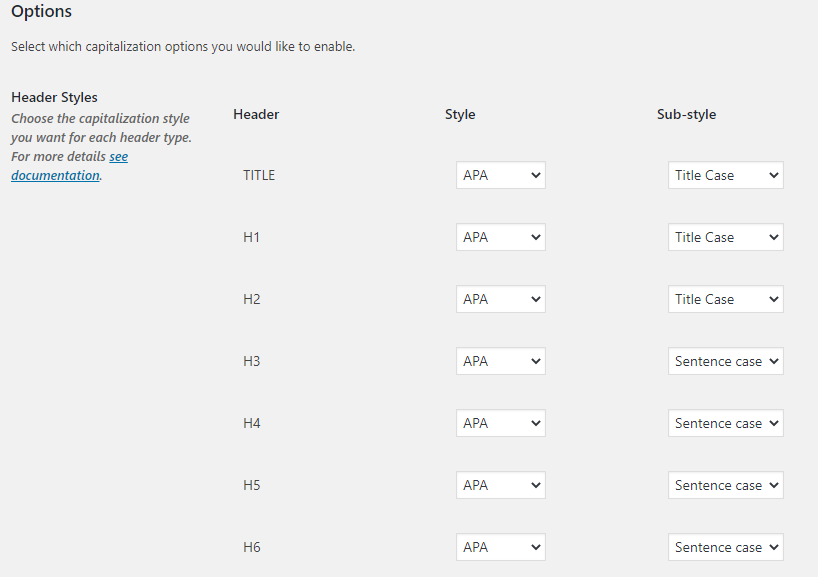 Options
Select which capitalization options you would like to enable.
Header Styles
Choose the capitalization style
you want for each header type.
For more details see
documentation.
Header Style Sub-style
TITLE APA Title Case
H1 APA Title Case
H2 APA Title Case
H3 APA Sentence case
H4 APA Sentence case
H5 APA Sentence case
H6 APA Sentence case